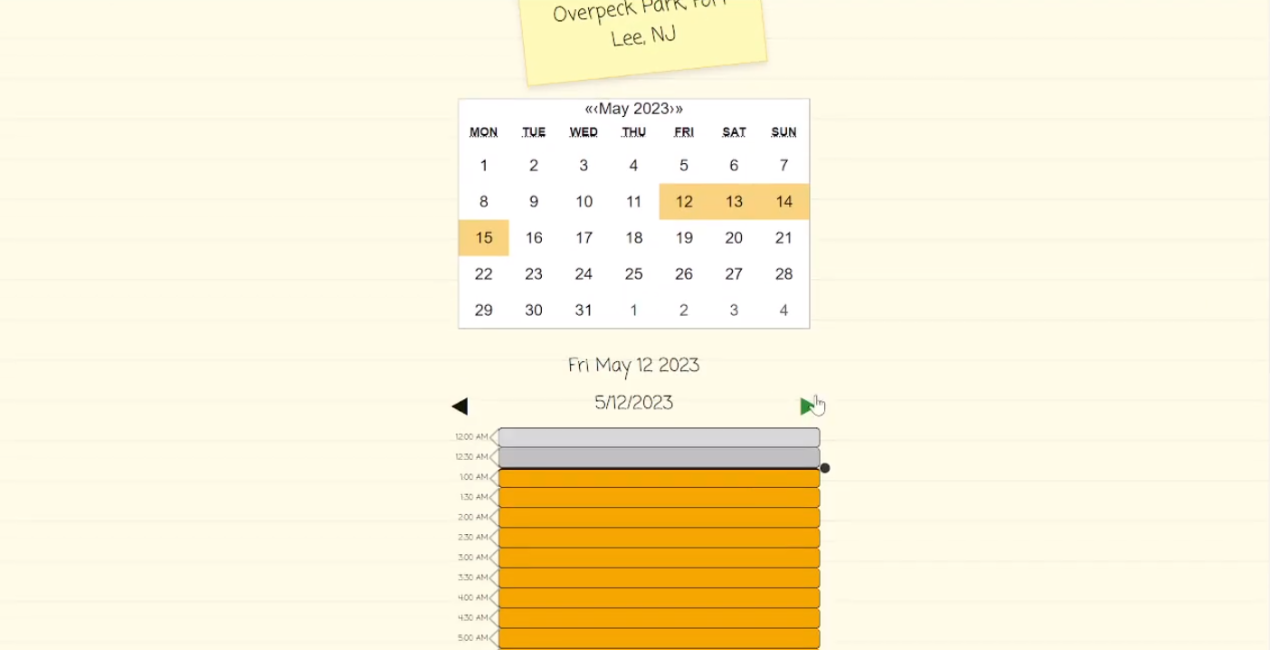 Overpeck Park, Fort
Lee, NJ
«‹May 2023›»
MON TUE WED THU FRI SAT SUN
1 2 3 4 5 6 7
8 9 10 11 12 13 14
15 16 17 18 19 20 21
22 23 24 25 26 27 28
29 30 31 1 2 3 4
Fri May 12 2023
◀ 5/12/2023 ▶
12:00 AM
12:30 AM
1:00 AM
1:30 AM
2:00 AM
2:30 AM
3:00 AM
3:30 AM
4:00 AM
4:30 AM
5:00 AM